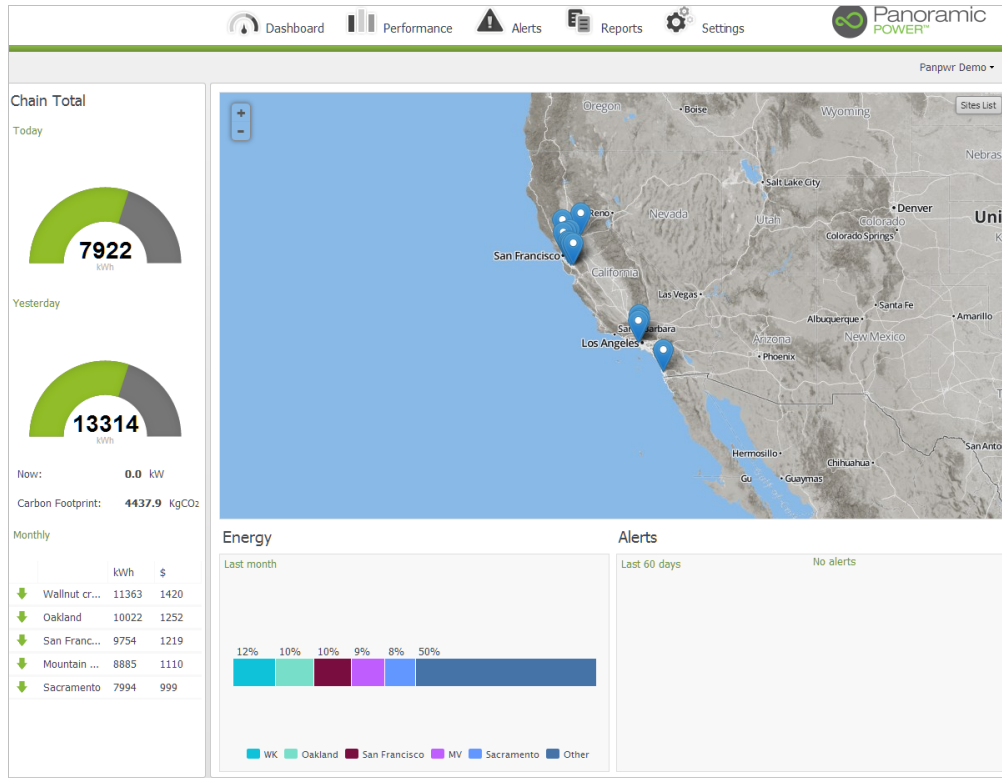 Dashboard Performance Alerts Reports Settings Panoramic
POWER™
Panpwr Demo
Chain Total
Today
7922
kWh
Yesterday
13314
kWh
Now: 0.0 kW
Carbon Footprint: 4437.9 KgCO2
Monthly
kWh $
Wallnut cr... 11363 1420
Oakland 10022 1252
San Franc... 9754 1219
Mountain ... 8885 1110
Sacramento 7994 999
+
-
Sites List
Oregon
Boise
Wyoming
Nebras
Salt Lake City
Reno
Nevada
Utah
Denver
Colorado
Uni
Colorado Springs
K
San Francisco
California
Las Vegas
Santa Fe
Albuquerque
Amarillo
Los Angeles
Arizona
New Mexico
Phoenix
T
San Anto
Hermosillo
Chihuahua
Gu
Guaymas
Gulf of
Energy
Last month
12% 10% 10% 9% 8% 50%
WK Oakland San Francisco MV Sacramento Other
Alerts
Last 60 days No alerts